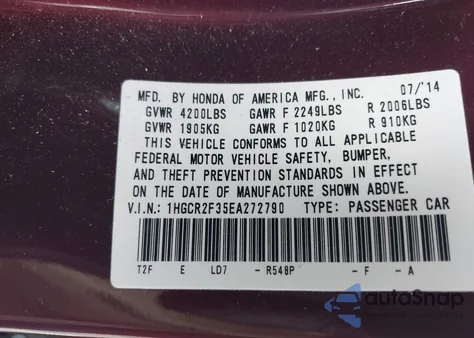 MFD. BY HONDA OF AMERICA MFG., INC. 07/'14
GVWR 4200LBS GAWR F 2249LBS R 2006LBS
GVWR 1905KG GAWR F 1020KG R 910KG
THIS VEHICLE CONFORMS TO ALL APPLICABLE
FEDERAL MOTOR VEHICLE SAFETY, BUMPER,
AND THEFT PREVENTION STANDARDS IN EFFECT
ON THE DATE OF MANUFACTURE SHOWN ABOVE.
V.I.N.: 1HGCR2F35EA272790 TYPE: PASSENGER CAR
T2F E LD7 - R548P - F - A
autoSnap